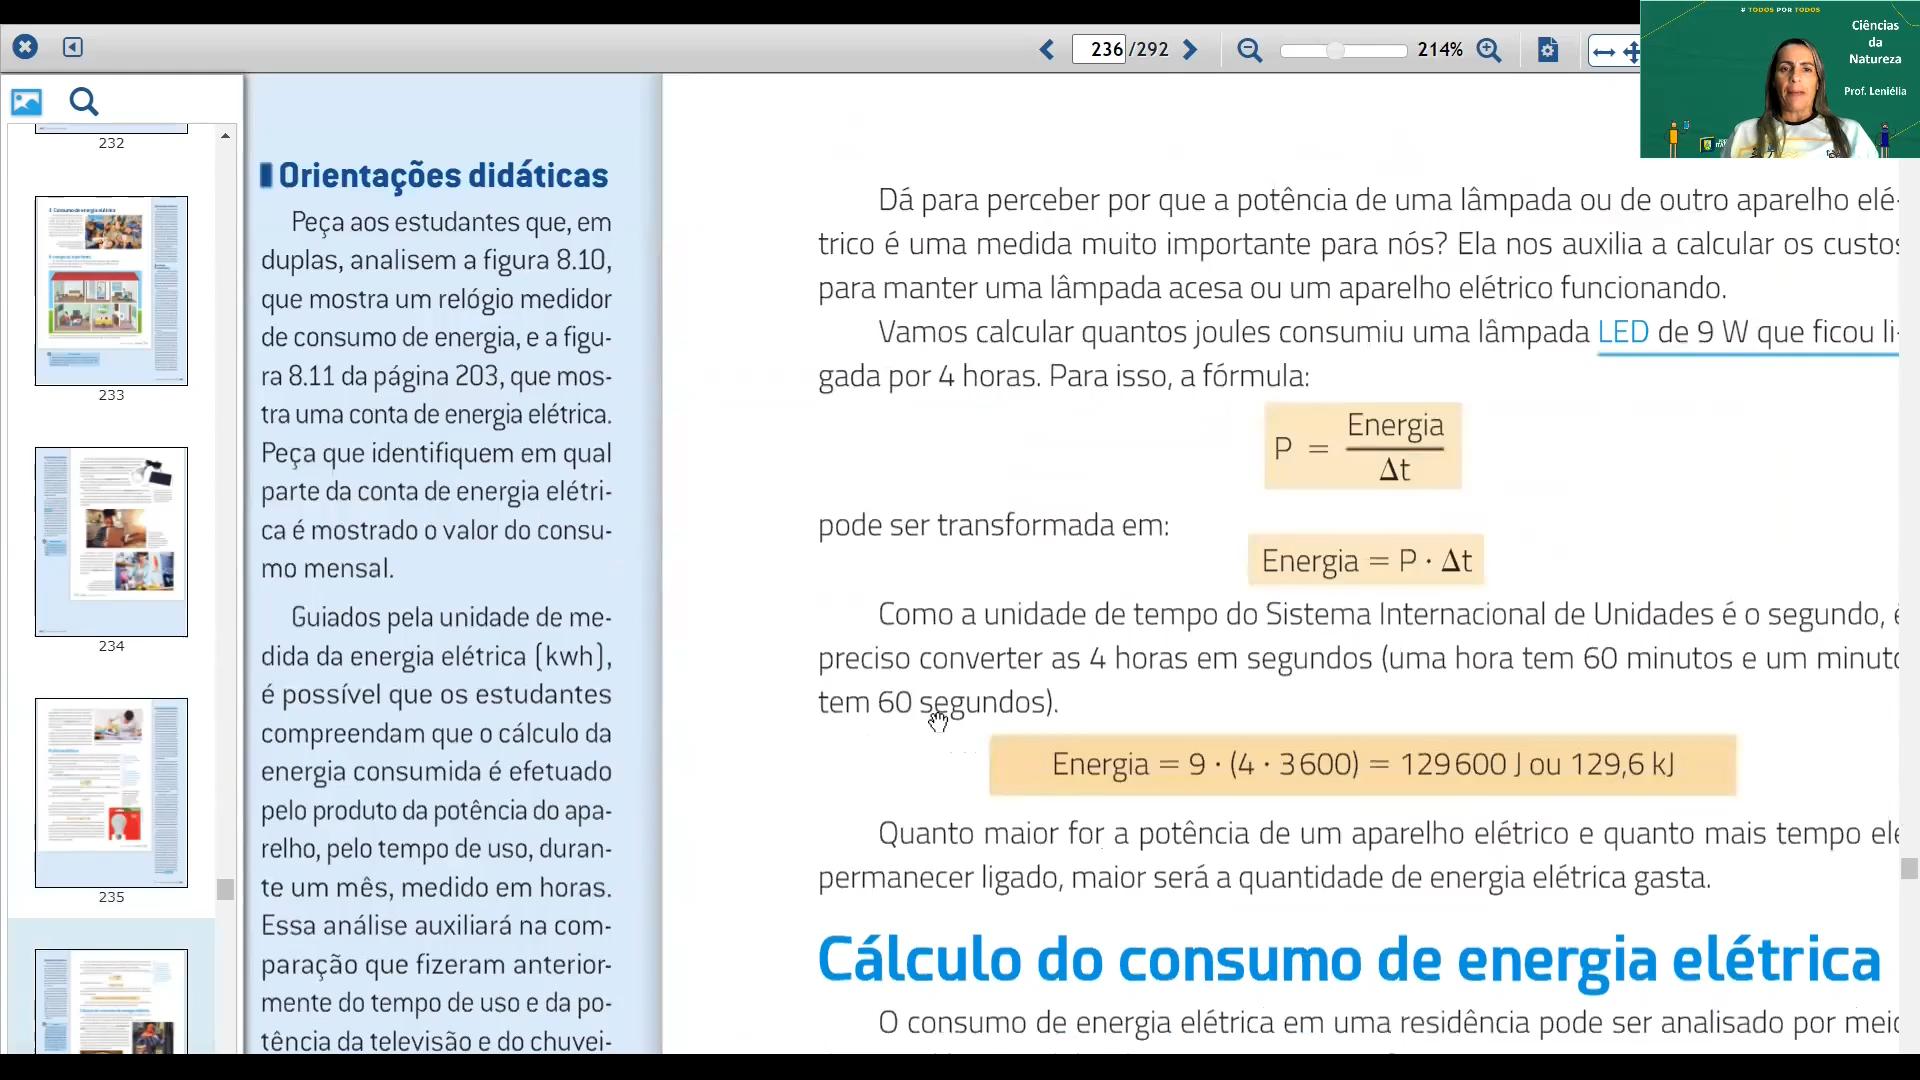 236 /292
214%
# TODOS POR TODOS
Ciências
da
Natureza
Prof. Leniélia
232
233
234
235
Orientações didáticas
Peça aos estudantes que, em
duplas, analisem a figura 8.10,
que mostra um relógio medidor
de consumo de energia, e a figu-
ra 8.11 da página 203, que mos-
tra uma conta de energia elétrica.
Peça que identifiquem em qual
parte da conta de energia elétri-
ca é mostrado o valor do consu-
mo mensal.
Guiados pela unidade de me-
dida da energia elétrica (kwh),
é possível que os estudantes
compreendam que o cálculo da
energia consumida é efetuado
pelo produto da potência do apa-
relho, pelo tempo de uso, duran-
te um mês, medido em horas.
Essa análise auxiliará na com-
paração que fizeram anterior-
mente do tempo de uso e da po-
tência da televisão e do chuvei-
Dá para perceber por que a potência de uma lâmpada ou de outro aparelho elé-
trico é uma medida muito importante para nós? Ela nos auxilia a calcular os custos
para manter uma lâmpada acesa ou um aparelho elétrico funcionando.
Vamos calcular quantos joules consumiu uma lâmpada LED de 9 W que ficou li-
gada por 4 horas. Para isso, a fórmula:
P = Energia / Δt
pode ser transformada em:
Energia = P · Δt
Como a unidade de tempo do Sistema Internacional de Unidades é o segundo, é
preciso converter as 4 horas em segundos (uma hora tem 60 minutos e um minuto
tem 60 segundos).
Energia = 9 · (4 · 3 600) = 129 600 J ou 129,6 kJ
Quanto maior for a potência de um aparelho elétrico e quanto mais tempo ele
permanecer ligado, maior será a quantidade de energia elétrica gasta.
Cálculo do consumo de energia elétrica
O consumo de energia elétrica em uma residência pode ser analisado por meio